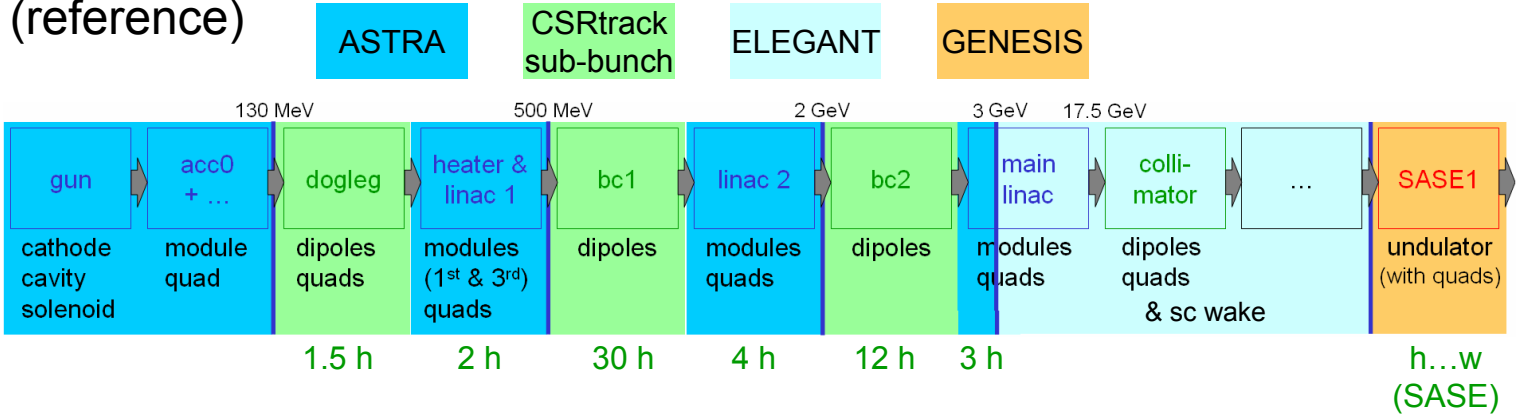 (reference)
ASTRA
CSRtrack
sub-bunch
ELEGANT
GENESIS
130 MeV
500 MeV
2 GeV
3 GeV
17.5 GeV
gun
acc0
+ ...
dogleg
heater &
linac 1
bc1
linac 2
bc2
main
linac
colli-
mator
...
SASE1
cathode
cavity
solenoid
module
quad
dipoles
quads
modules
(1st & 3rd)
quads
dipoles
modules
quads
dipoles
modules
quads
dipoles
quads
& sc wake
undulator
(with quads)
1.5 h
2 h
30 h
4 h
12 h
3 h
h...w
(SASE)